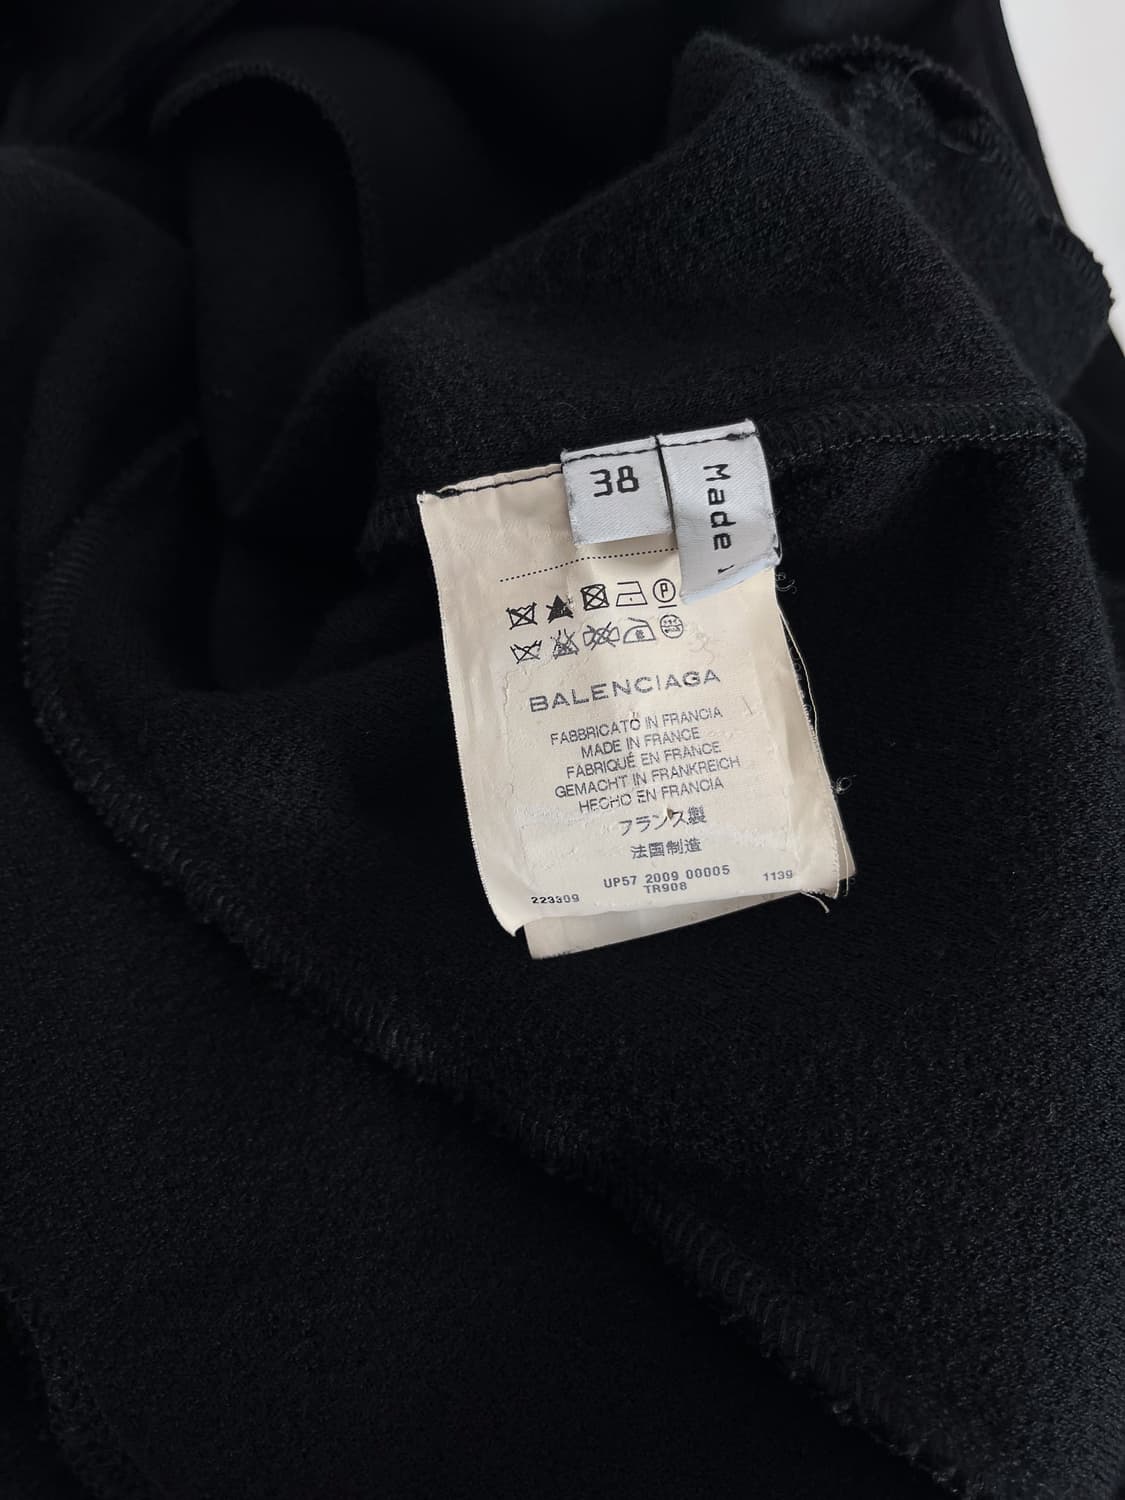 38
Made
P
BALENCIAGA
FABBRICATO IN FRANCIA
MADE IN FRANCE
FABRIQUÉ EN FRANCE
GEMACHT IN FRANKREICH
HECHO EN FRANCIA
フランス製
法国制造
UP57 2009 00005
TR908
223309
1139